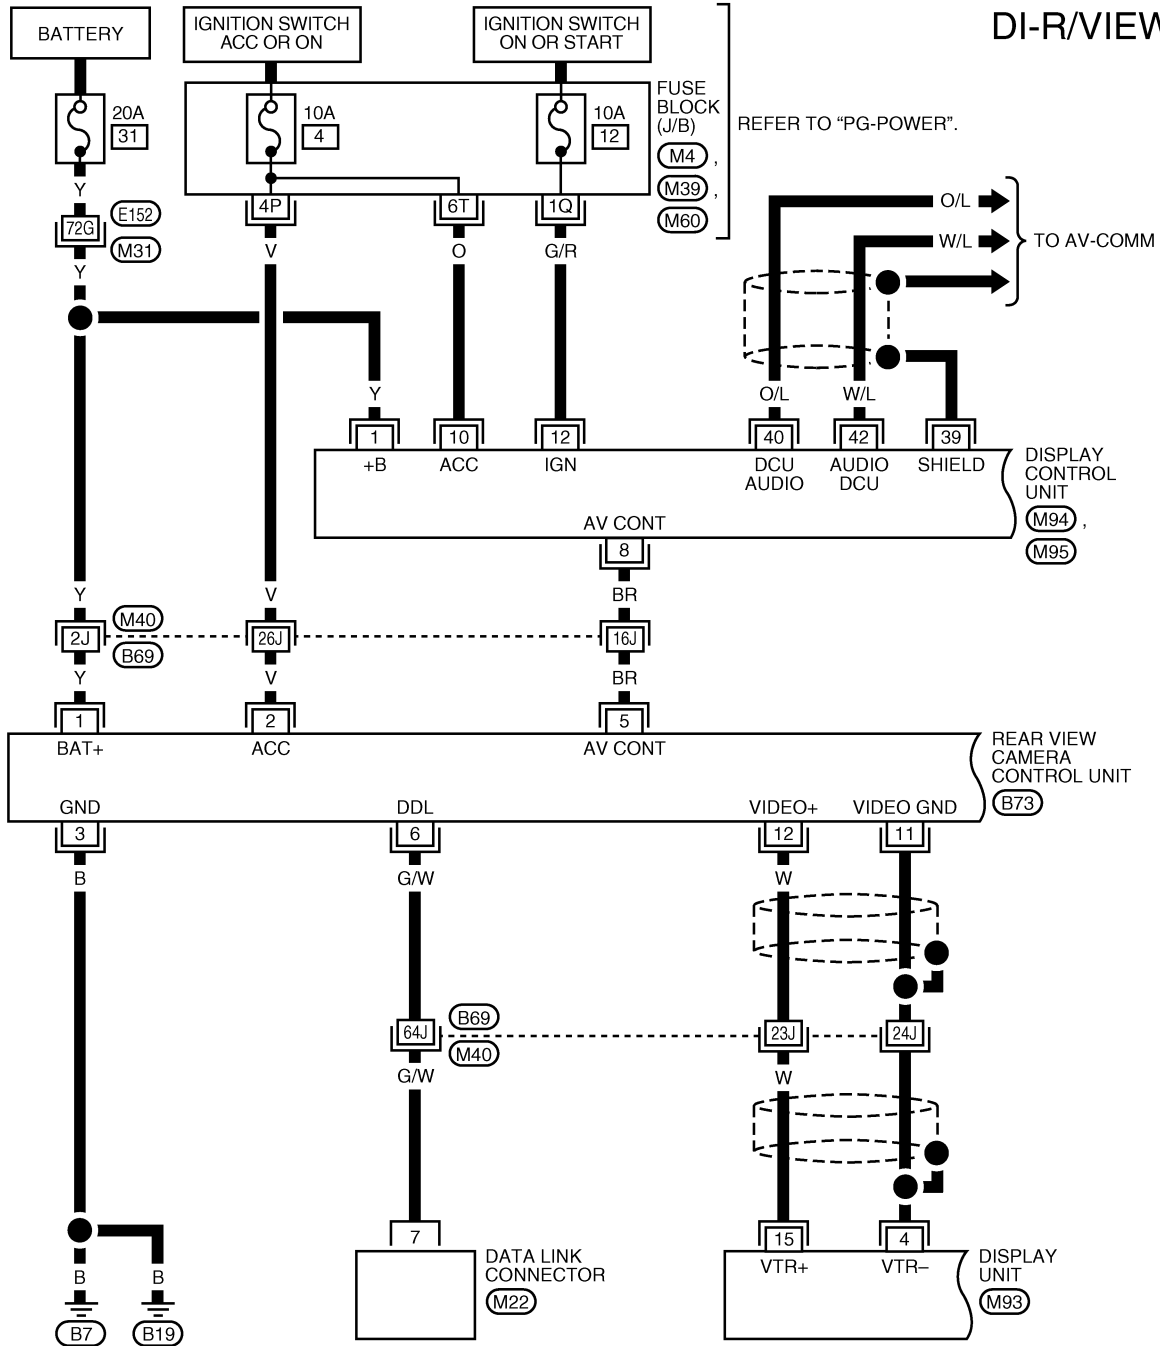 DI-R/VIEW
BATTERY
IGNITION SWITCH
ACC OR ON
IGNITION SWITCH
ON OR START
20A
31
10A
4
10A
12
FUSE
BLOCK
(J/B)
M4 ,
M39 ,
M60
REFER TO “PG-POWER”.
Y
72G
E152
M31
Y
4P
6T
1Q
V
O
G/R
O/L
W/L
TO AV-COMM
Y
O/L
W/L
1
10
12
40
42
39
+B
ACC
IGN
DCU
AUDIO
AUDIO
DCU
SHIELD
AV CONT
8
DISPLAY
CONTROL
UNIT
M94 ,
M95
Y
V
BR
2J
M40
B69
26J
16J
Y
V
BR
1
2
5
BAT+
ACC
AV CONT
REAR VIEW
CAMERA
CONTROL UNIT
B73
GND
DDL
VIDEO+
VIDEO GND
3
6
12
11
B
G/W
W
64J
B69
M40
23J
24J
G/W
W
7
15
4
DATA LINK
CONNECTOR
M22
VTR+
VTR–
DISPLAY
UNIT
M93
B
B
B7
B19